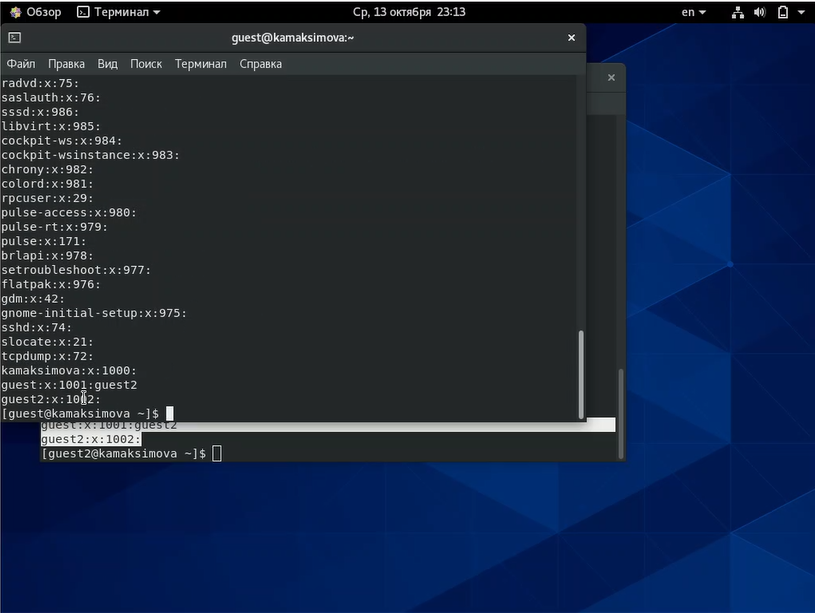 Обзор Терминал Ср, 13 октября 23:13 en
guest@kamaksimova:~
Файл Правка Вид Поиск Терминал Справка
radvd:x:75:
saslauth:x:76:
sssd:x:986:
libvirt:x:985:
cockpit-ws:x:984:
cockpit-wsinstance:x:983:
chrony:x:982:
colord:x:981:
rpcuser:x:29:
pulse-access:x:980:
pulse-rt:x:979:
pulse:x:171:
brlapi:x:978:
setroubleshoot:x:977:
flatpak:x:976:
gdm:x:42:
gnome-initial-setup:x:975:
sshd:x:74:
slocate:x:21:
tcpdump:x:72:
kamaksimova:x:1000:
guest:x:1001:guest2
guest2:x:1002:
[guest@kamaksimova ~]$
guest:x:1001:guest2
guest2:x:1002:
[guest2@kamaksimova ~]$